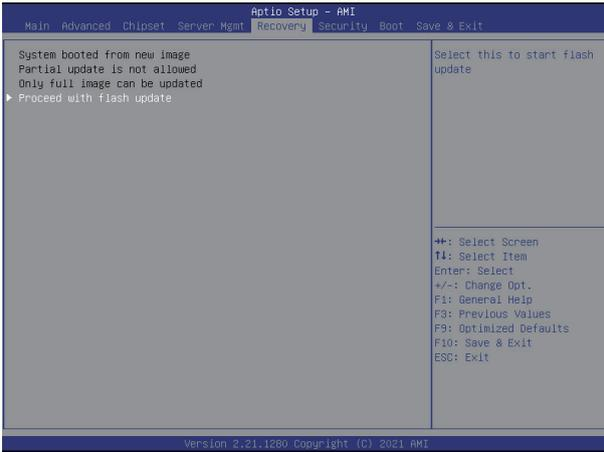 Aptio Setup - AMI
Main Advanced Chipset Server Mgmt Recovery Security Boot Save & Exit
System booted from new image
Partial update is not allowed
Only full image can be updated
Proceed with flash update
Select this to start flash
update
→←: Select Screen
↑↓: Select Item
Enter: Select
+/-: Change Opt.
F1: General Help
F3: Previous Values
F9: Optimized Defaults
F10: Save & Exit
ESC: Exit
Version 2.21.1280 Copyright (C) 2021 AMI